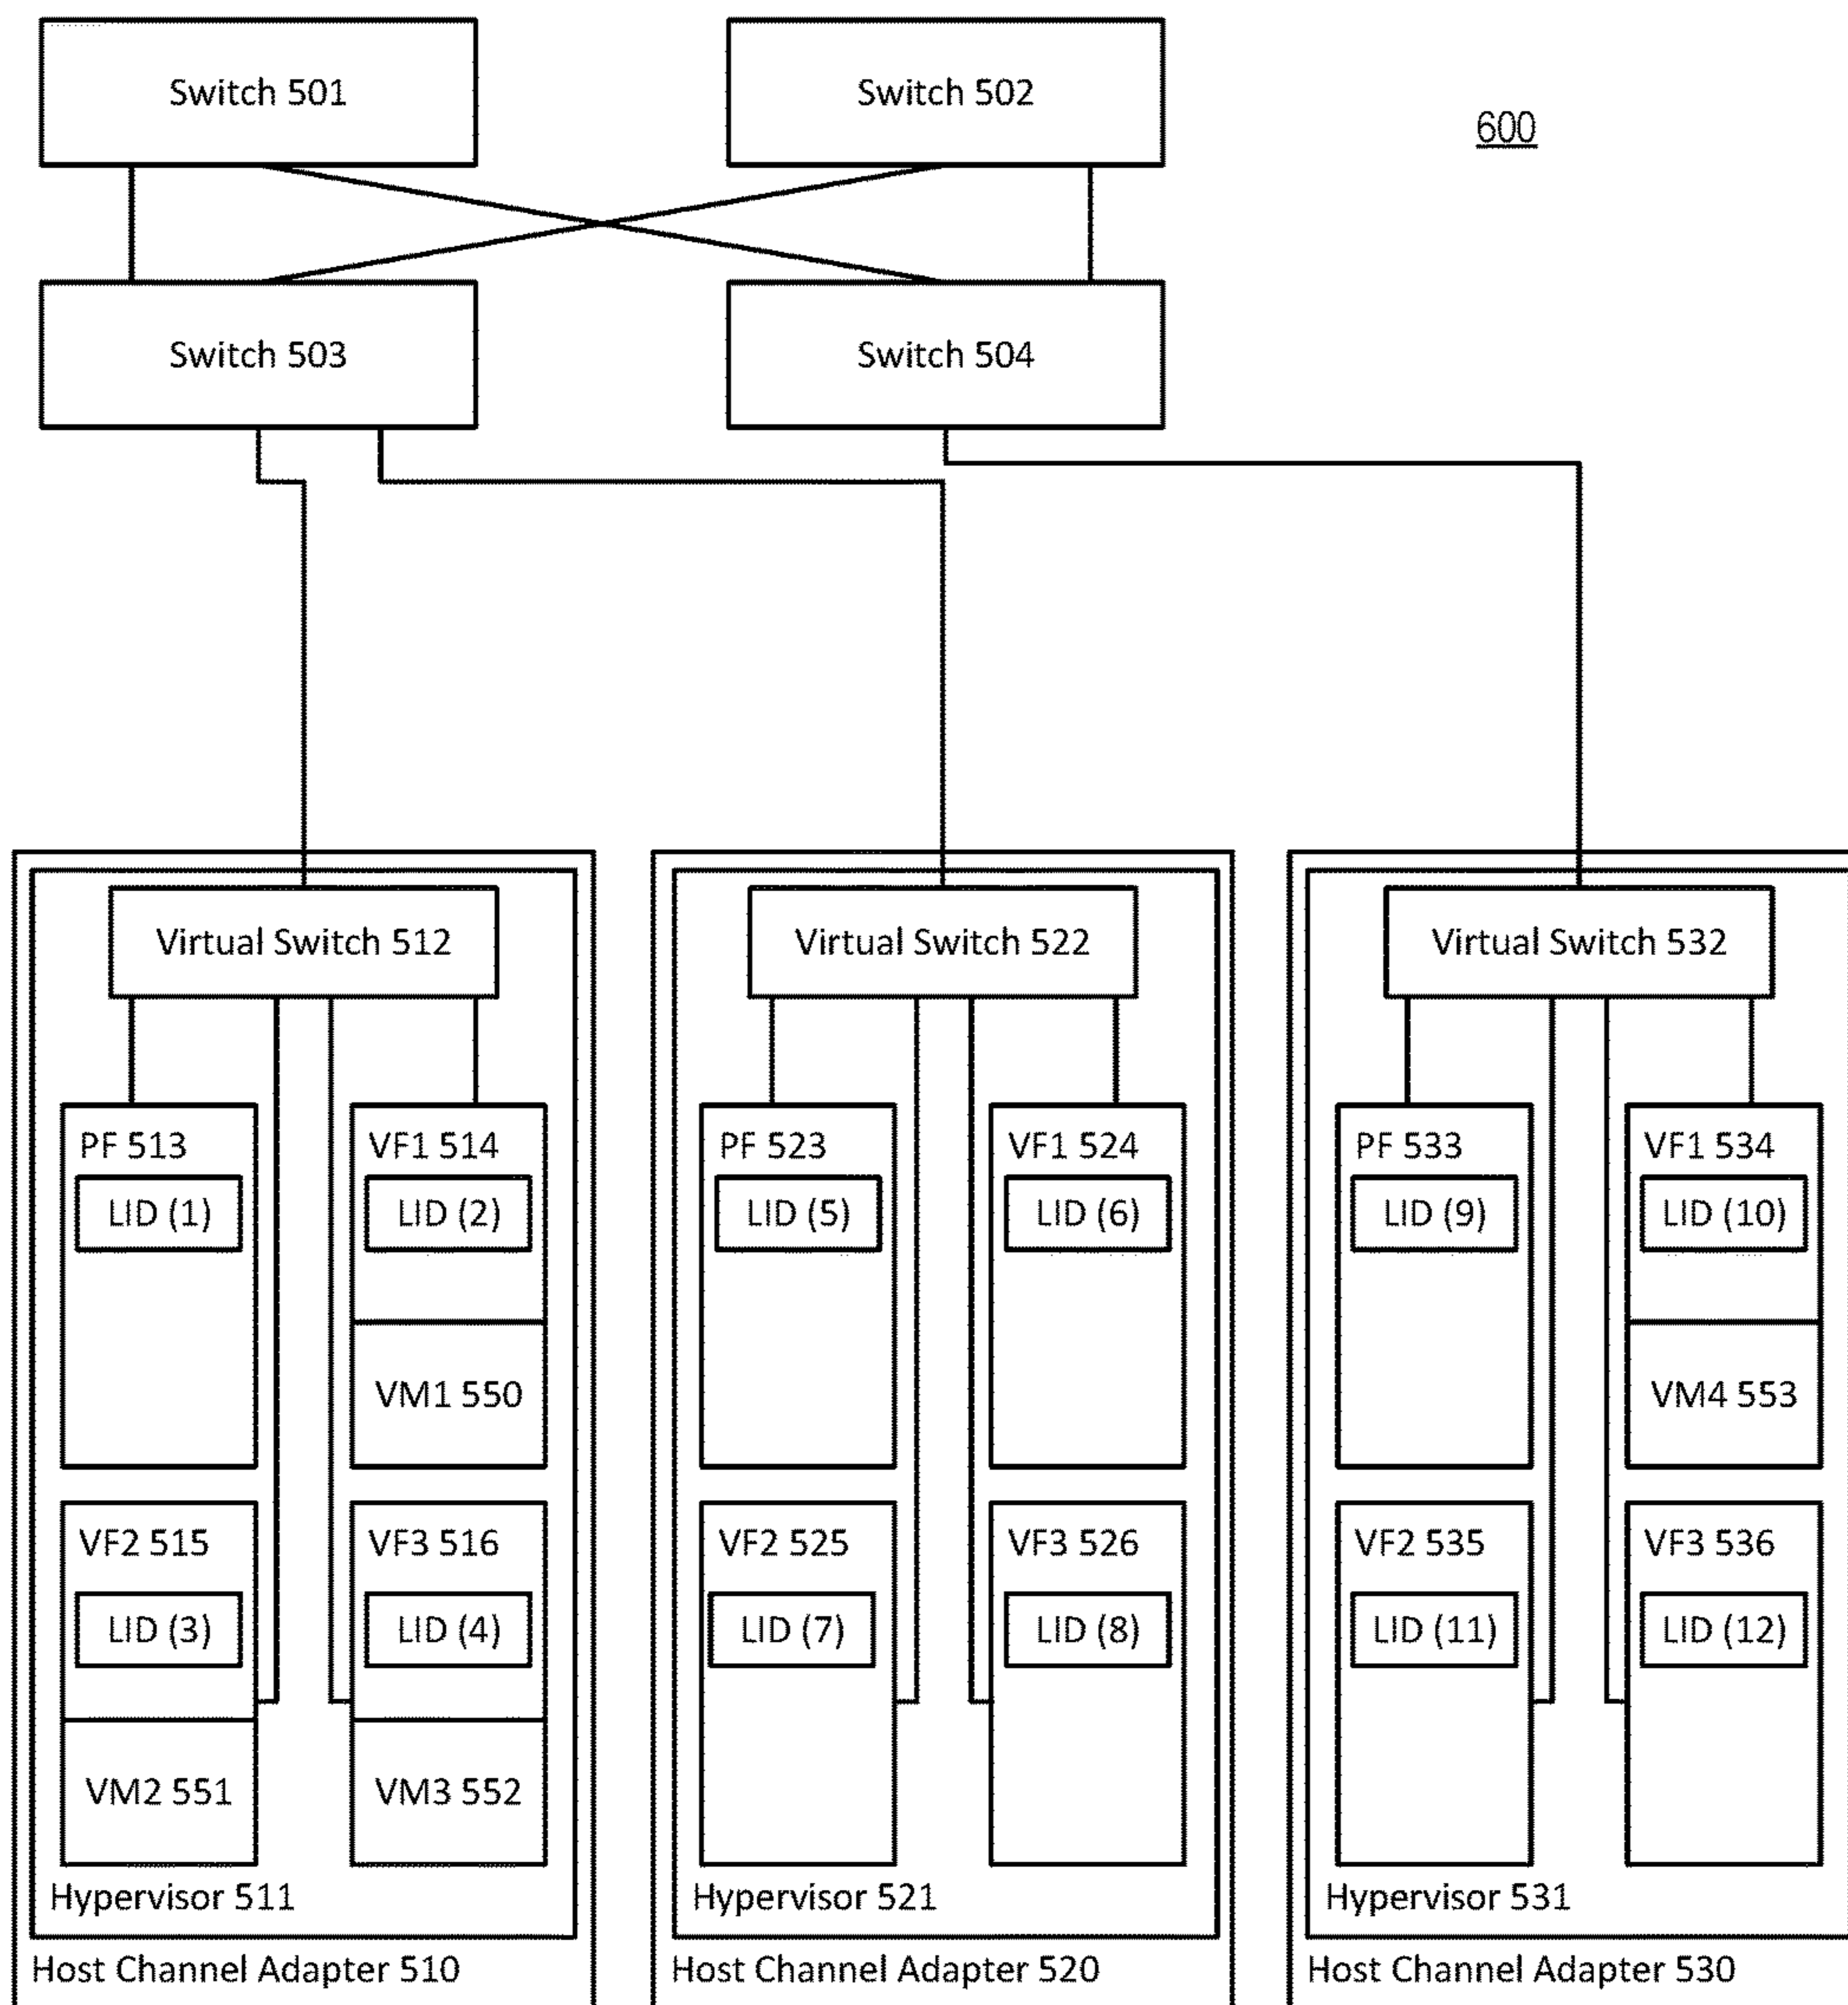 Switch 501
Switch 502
600
Switch 503
Switch 504
Virtual Switch 512
Virtual Switch 522
Virtual Switch 532
PF 513
LID (1)
VF1 514
LID (2)
VM1 550
VF2 515
LID (3)
VM2 551
VF3 516
LID (4)
VM3 552
Hypervisor 511
Host Channel Adapter 510
PF 523
LID (5)
VF1 524
LID (6)
VF2 525
LID (7)
VF3 526
LID (8)
Hypervisor 521
Host Channel Adapter 520
PF 533
LID (9)
VF1 534
LID (10)
VM4 553
VF2 535
LID (11)
VF3 536
LID (12)
Hypervisor 531
Host Channel Adapter 530